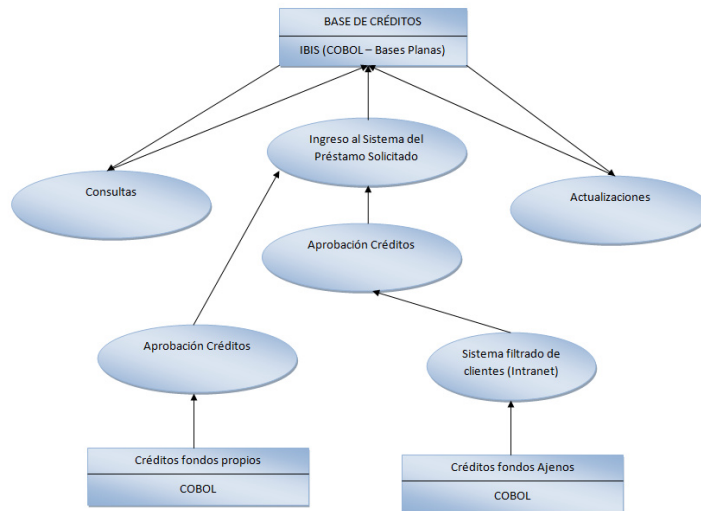 BASE DE CRÉDITOS
IBIS (COBOL – Bases Planas)
Ingreso al Sistema del
Préstamo Solicitado
Consultas
Actualizaciones
Aprobación Créditos
Aprobación Créditos
Sistema filtrado de
clientes (Intranet)
Créditos fondos propios
COBOL
Créditos fondos Ajenos
COBOL